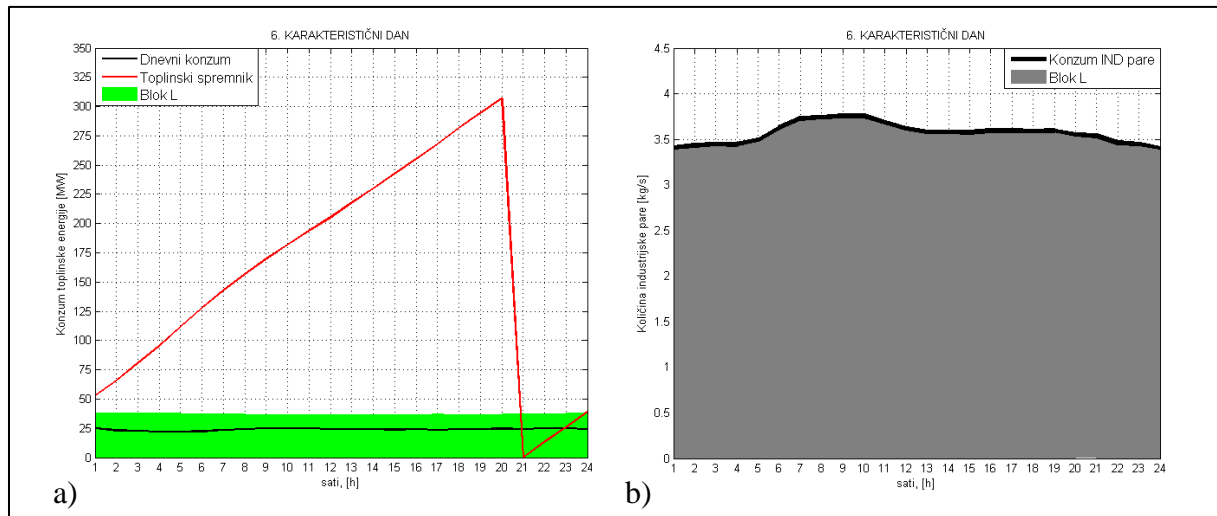 6. KARAKTERISTIČNI DAN
Dnevni konzum
Toplinski spremnik
Blok L
Konzum toplinske energije [MW]
350
300
250
225
200
175
150
125
100
75
50
25
0
1 2 3 4 5 6 7 8 9 10 11 12 13 14 15 16 17 18 19 20 21 22 23 24
sati, [h]
a)
6. KARAKTERISTIČNI DAN
Konzum IND pare
Blok L
Količina industrijske pare [kg/s]
4.5
4
3.5
3
2.5
2
1.5
1
0.5
0
1 2 3 4 5 6 7 8 9 10 11 12 13 14 15 16 17 18 19 20 21 22 23 24
sati, [h]
b)